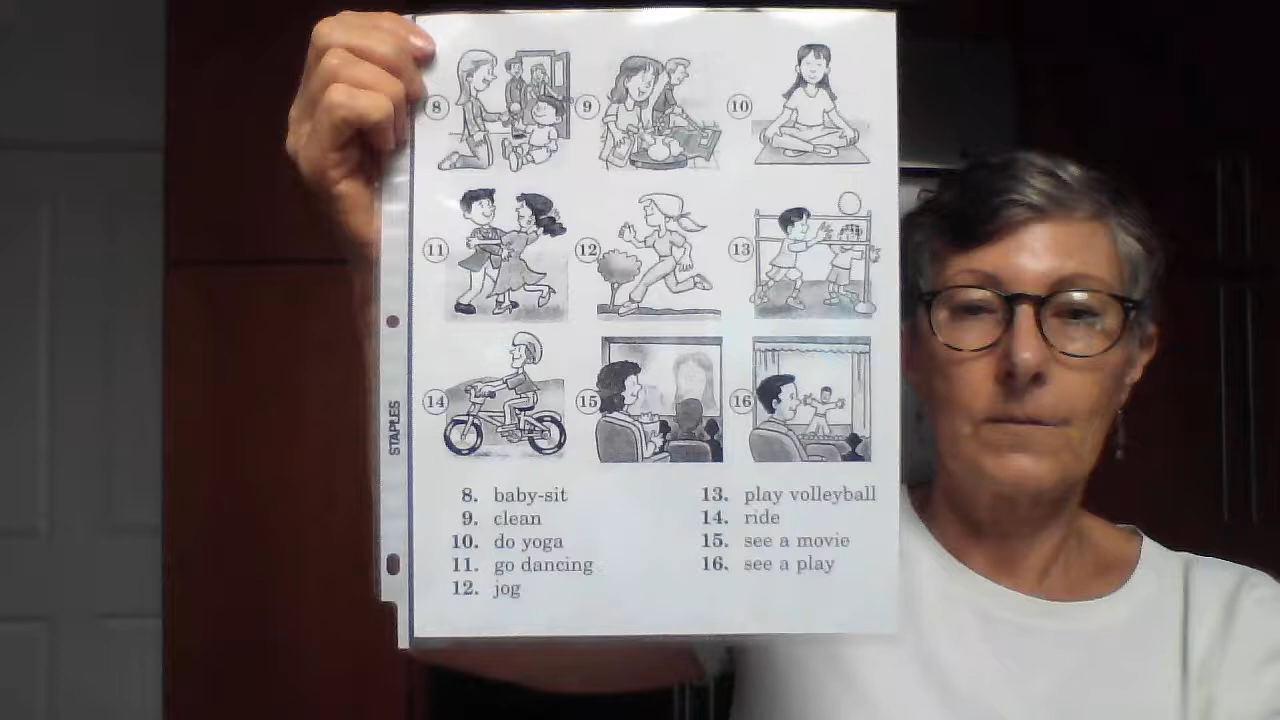 8
9
10
11
12
13
14
15
16
STAPLES
8. baby-sit
9. clean
10. do yoga
11. go dancing
12. jog
13. play volleyball
14. ride
15. see a movie
16. see a play